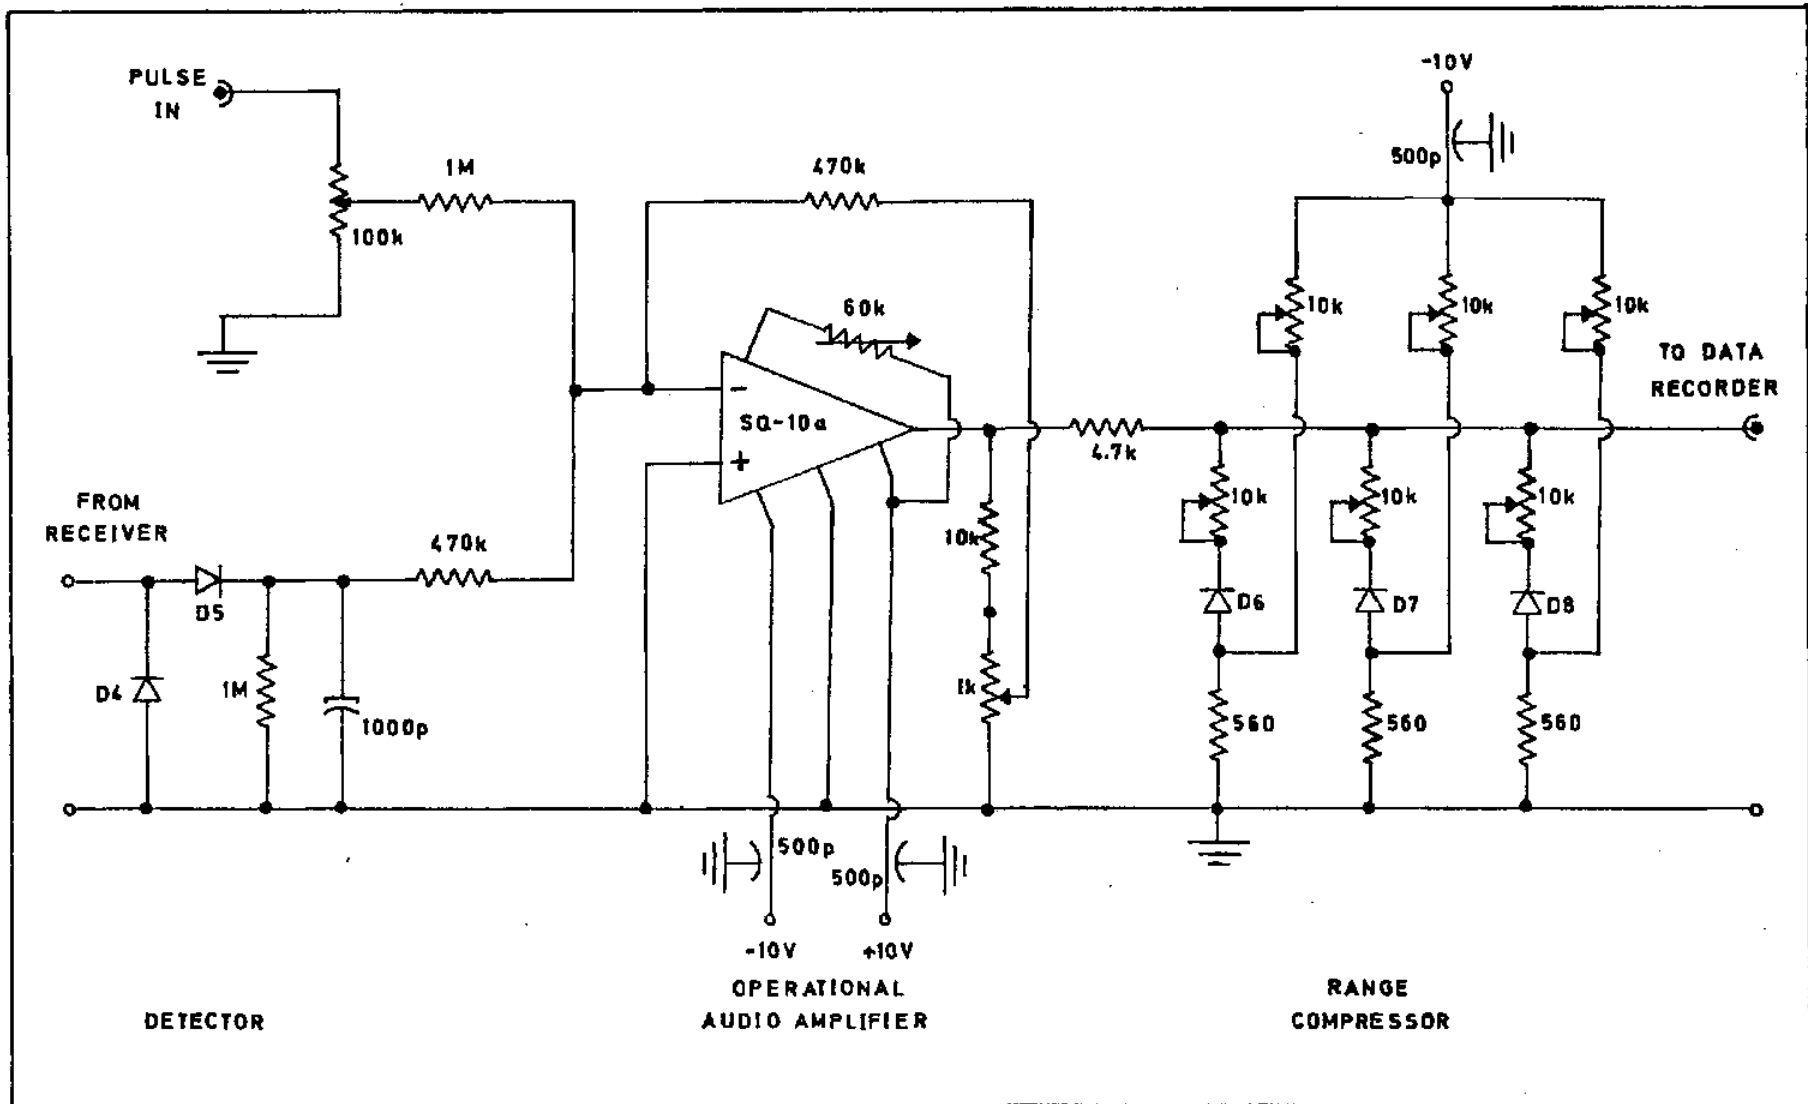 PULSE
IN
1M
100k
470k
60k
SQ-10a
-
+
FROM
RECEIVER
470k
D5
D4
1M
1000p
10k
1k
4.7k
-10V
500p
10k
10k
10k
TO DATA
RECORDER
10k
10k
10k
D6
D7
D8
560
560
560
500p
500p
-10V
+10V
DETECTOR
OPERATIONAL
AUDIO AMPLIFIER
RANGE
COMPRESSOR